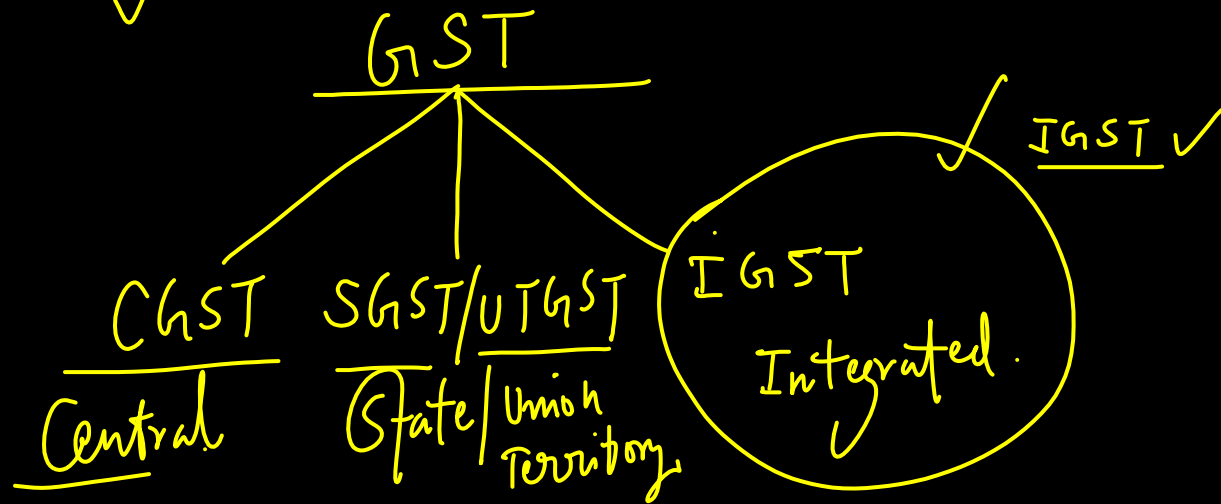 GST
IGST
CGST SGST/UTGST IGST
Central State/Union Territory Integrated.